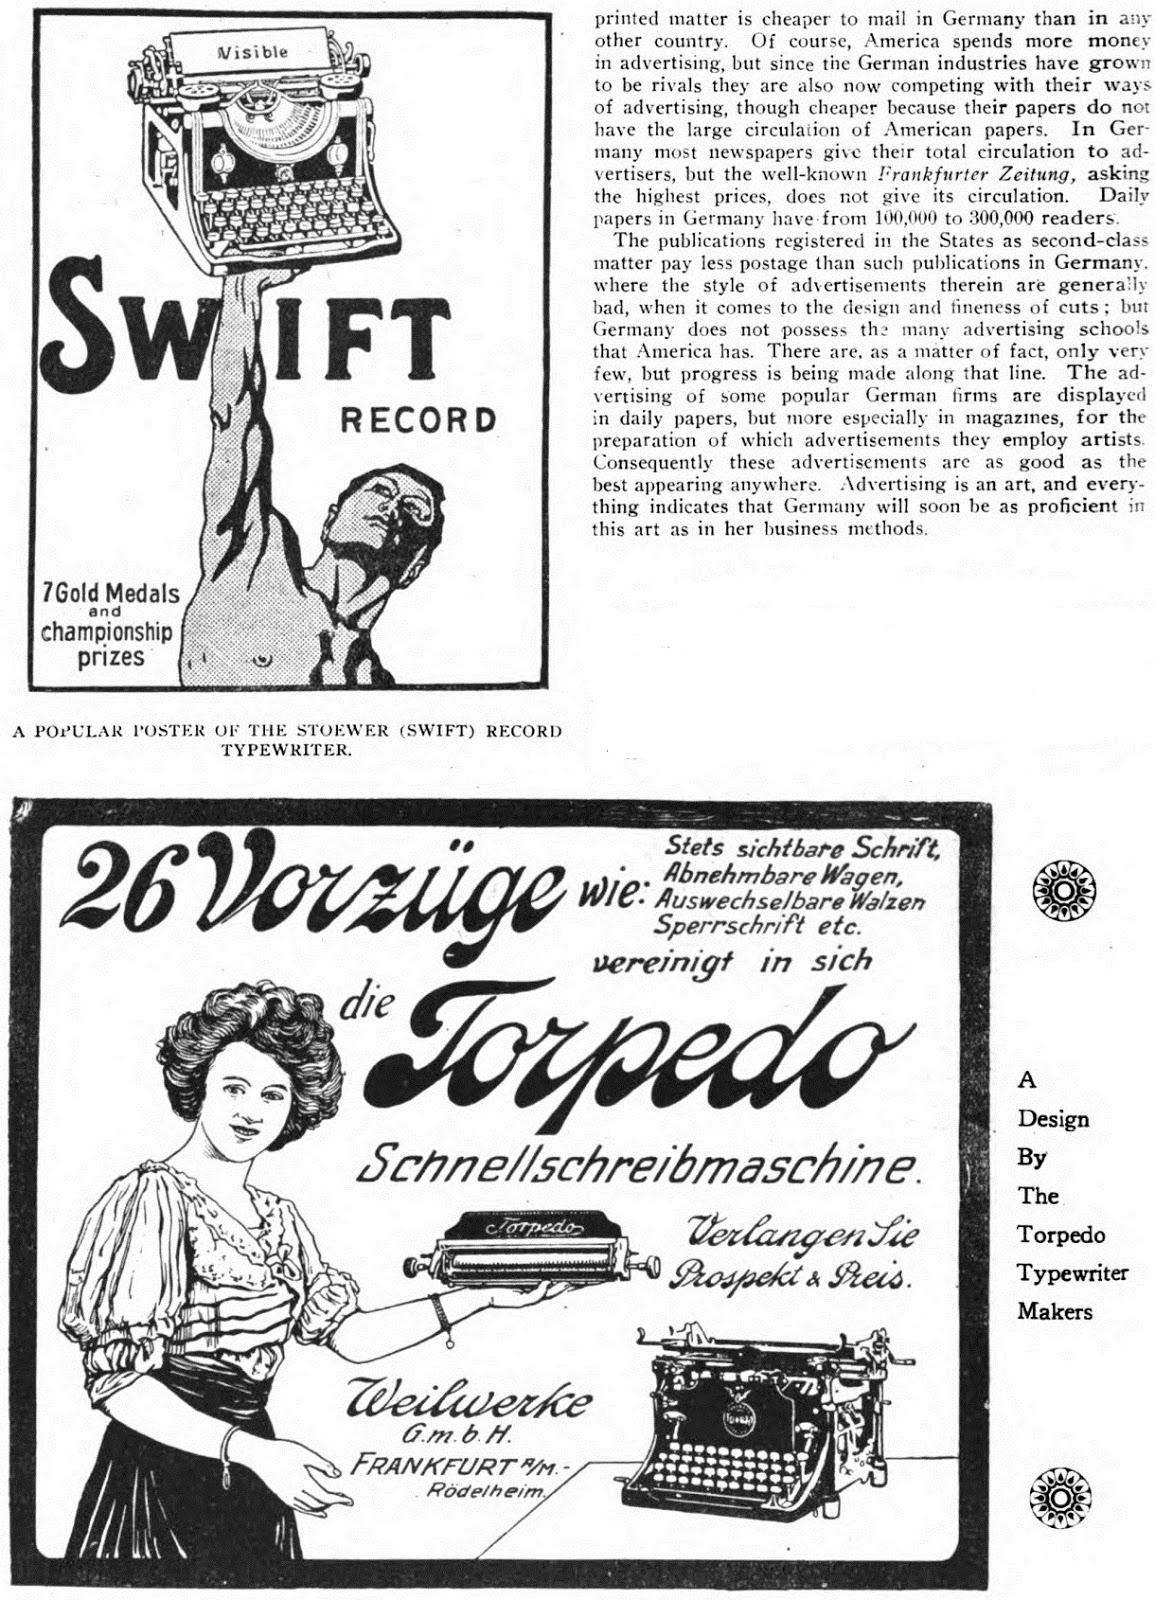 Visible
SWIFT
RECORD
7 Gold Medals
and
championship
prizes
A POPULAR POSTER OF THE STOEWER (SWIFT) RECORD
TYPEWRITER.
printed matter is cheaper to mail in Germany than in any
other country. Of course, America spends more money
in advertising, but since the German industries have grown
to be rivals they are also now competing with their ways
of advertising, though cheaper because their papers do not
have the large circulation of American papers. In Ger-
many most newspapers give their total circulation to ad-
vertisers, but the well-known Frankfurter Zeitung, asking
the highest prices, does not give its circulation. Daily
papers in Germany have from 100,000 to 300,000 readers.
The publications registered in the States as second-class
matter pay less postage than such publications in Germany,
where the style of advertisements therein are generally
bad, when it comes to the design and fineness of cuts; but
Germany does not possess the many advertising schools
that America has. There are, as a matter of fact, only very
few, but progress is being made along that line. The ad-
vertising of some popular German firms are displayed
in daily papers, but more especially in magazines, for the
preparation of which advertisements they employ artists.
Consequently these advertisements are as good as the
best appearing anywhere. Advertising is an art, and every-
thing indicates that Germany will soon be as proficient in
this art as in her business methods.
26 Vorzüge wie:
Stets sichtbare Schrift,
Abnehmbare Wagen,
Auswechselbare Walzen
Sperrschrift etc.
vereinigt in sich
die Torpedo
Schnellschreibmaschine.
Torpedo
Verlangen Sie
Prospekt & Preis.
Weilwerke
G.m.b.H.
FRANKFURT a/M.-
Rödelheim.
A
Design
By
The
Torpedo
Typewriter
Makers